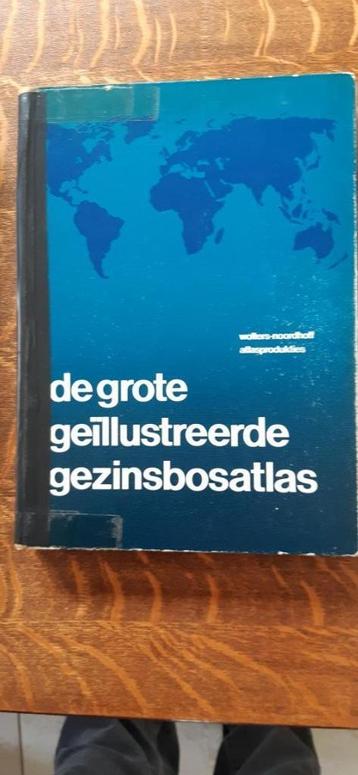 wolters-noordhoff
atlasprodukties
de grote
geïllustreerde
gezinsbosatlas